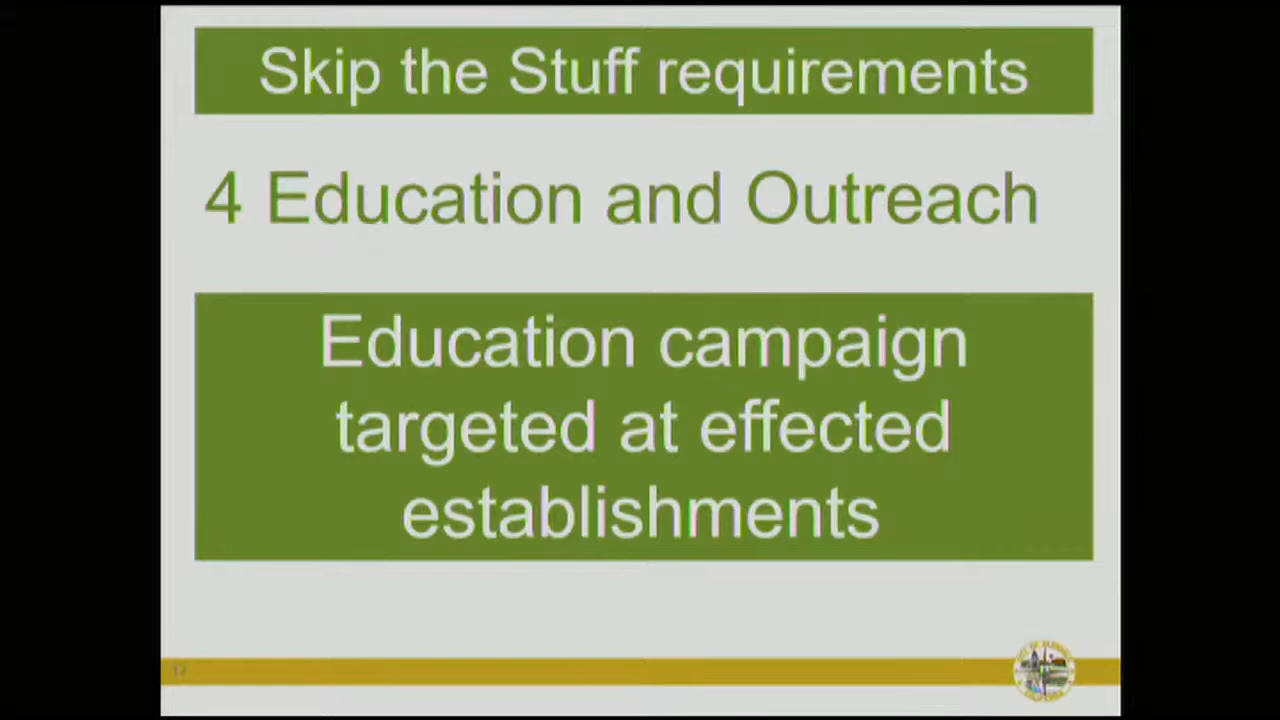 Skip the Stuff requirements
4 Education and Outreach
Education campaign
targeted at effected
establishments